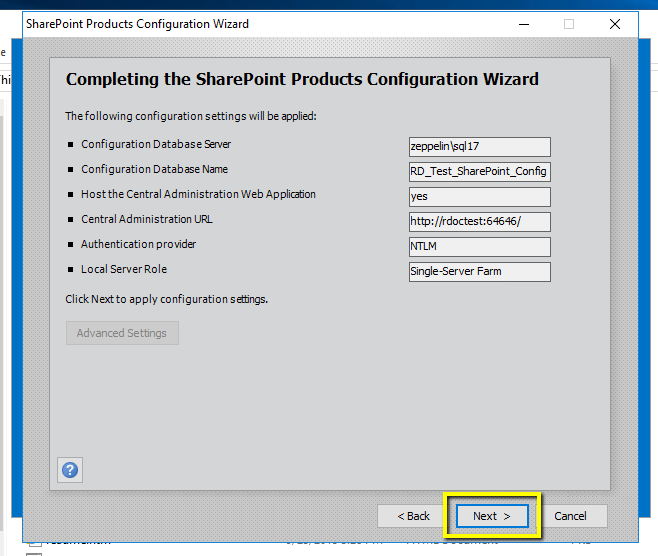 SharePoint Products Configuration Wizard
Completing the SharePoint Products Configuration Wizard
The following configuration settings will be applied:
Configuration Database Server zeppelin\sql17
Configuration Database Name RD_Test_SharePoint_Config
Host the Central Administration Web Application yes
Central Administration URL http://rdoctest:64646/
Authentication provider NTLM
Local Server Role Single-Server Farm
Click Next to apply configuration settings.
Advanced Settings
?
< Back Next > Cancel